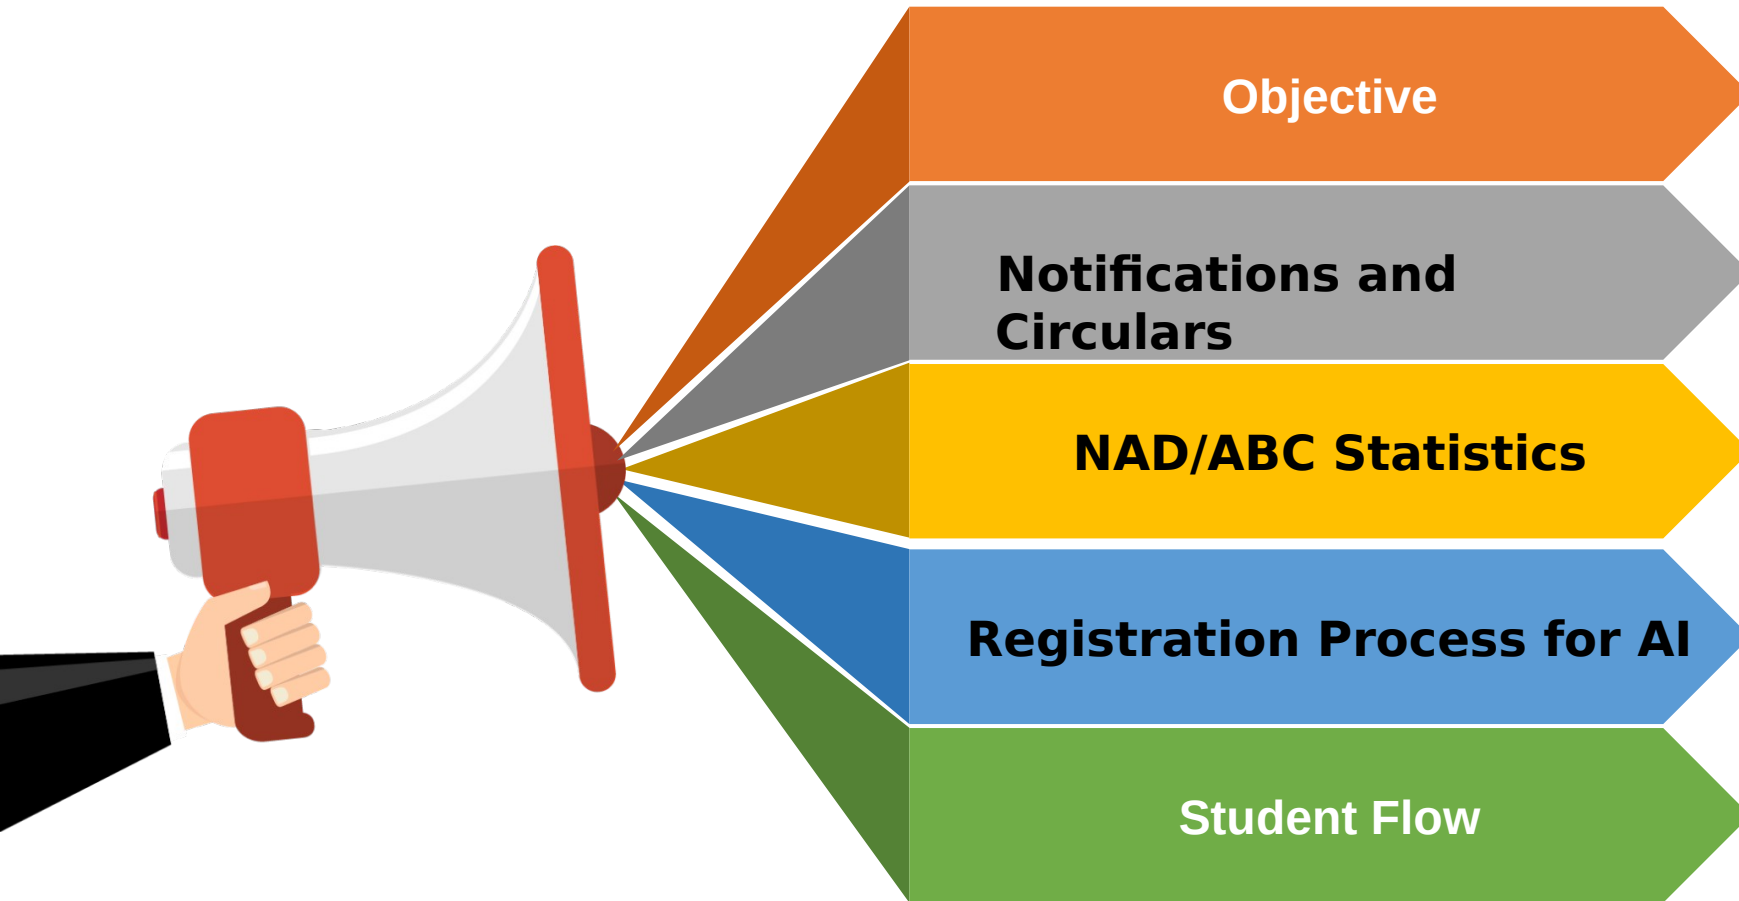 Objective
Notifications and
Circulars
NAD/ABC Statistics
Registration Process for AI
Student Flow